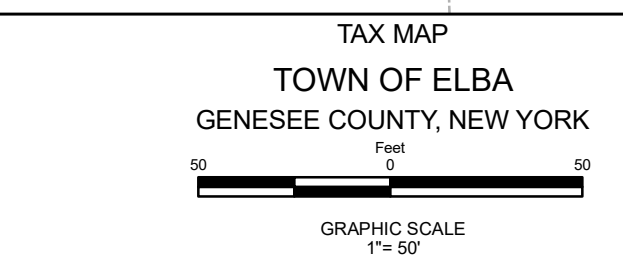 TAX MAP
TOWN OF ELBA
GENESEE COUNTY, NEW YORK
Feet
50 0 50
GRAPHIC SCALE
1"= 50'